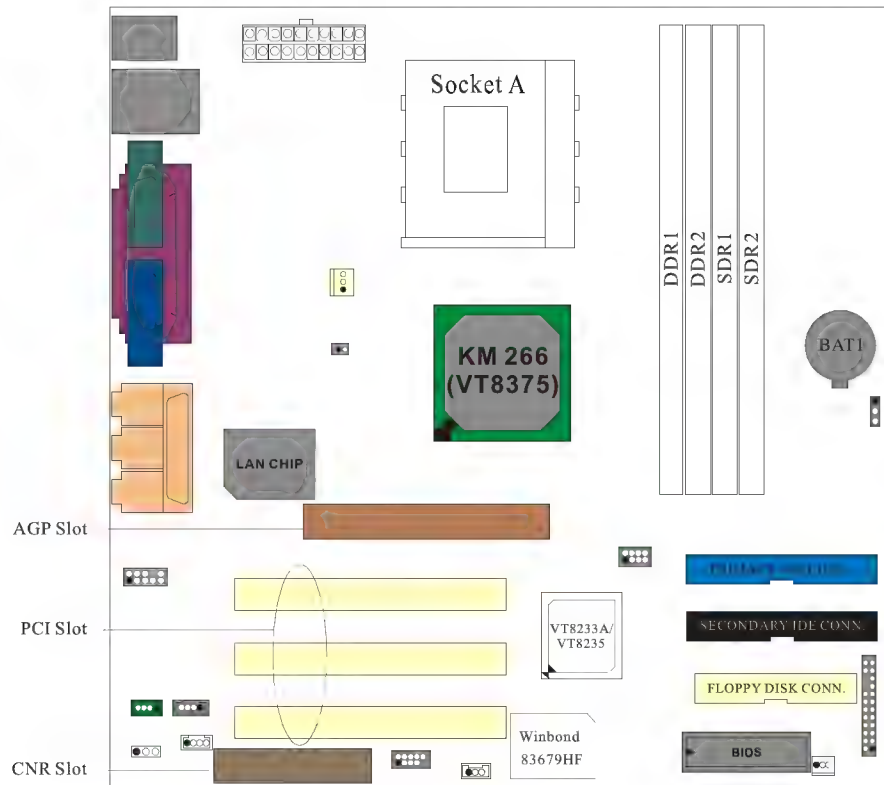 Socket A
DDR1
DDR2
SDR1
SDR2
BAT1
KM 266
(VT8375)
LAN CHIP
AGP Slot
PCI Slot
VT8233A/
VT8235
SECONDARY IDE CONN.
FLOPPY DISK CONN.
Winbond
83679HF
BIOS
CNR Slot